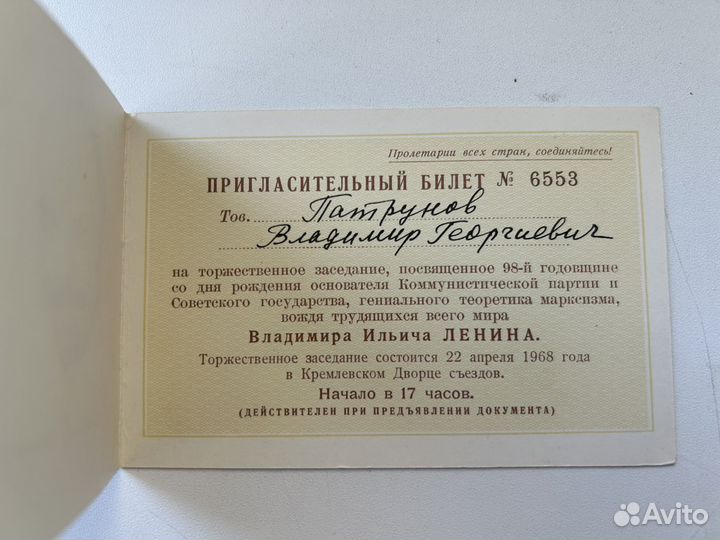 Пролетарии всех стран, соединяйтесь!
ПРИГЛАСИТЕЛЬНЫЙ БИЛЕТ № 6553
Тов. Патрунов
Владимир Георгиевич
на торжественное заседание, посвященное 98-й годовщине
со дня рождения основателя Коммунистической партии и
Советского государства, гениального теоретика марксизма,
вождя трудящихся всего мира
Владимира Ильича ЛЕНИНА.
Торжественное заседание состоится 22 апреля 1968 года
в Кремлевском Дворце съездов.
Начало в 17 часов.
(ДЕЙСТВИТЕЛЕН ПРИ ПРЕДЪЯВЛЕНИИ ДОКУМЕНТА)
Avito